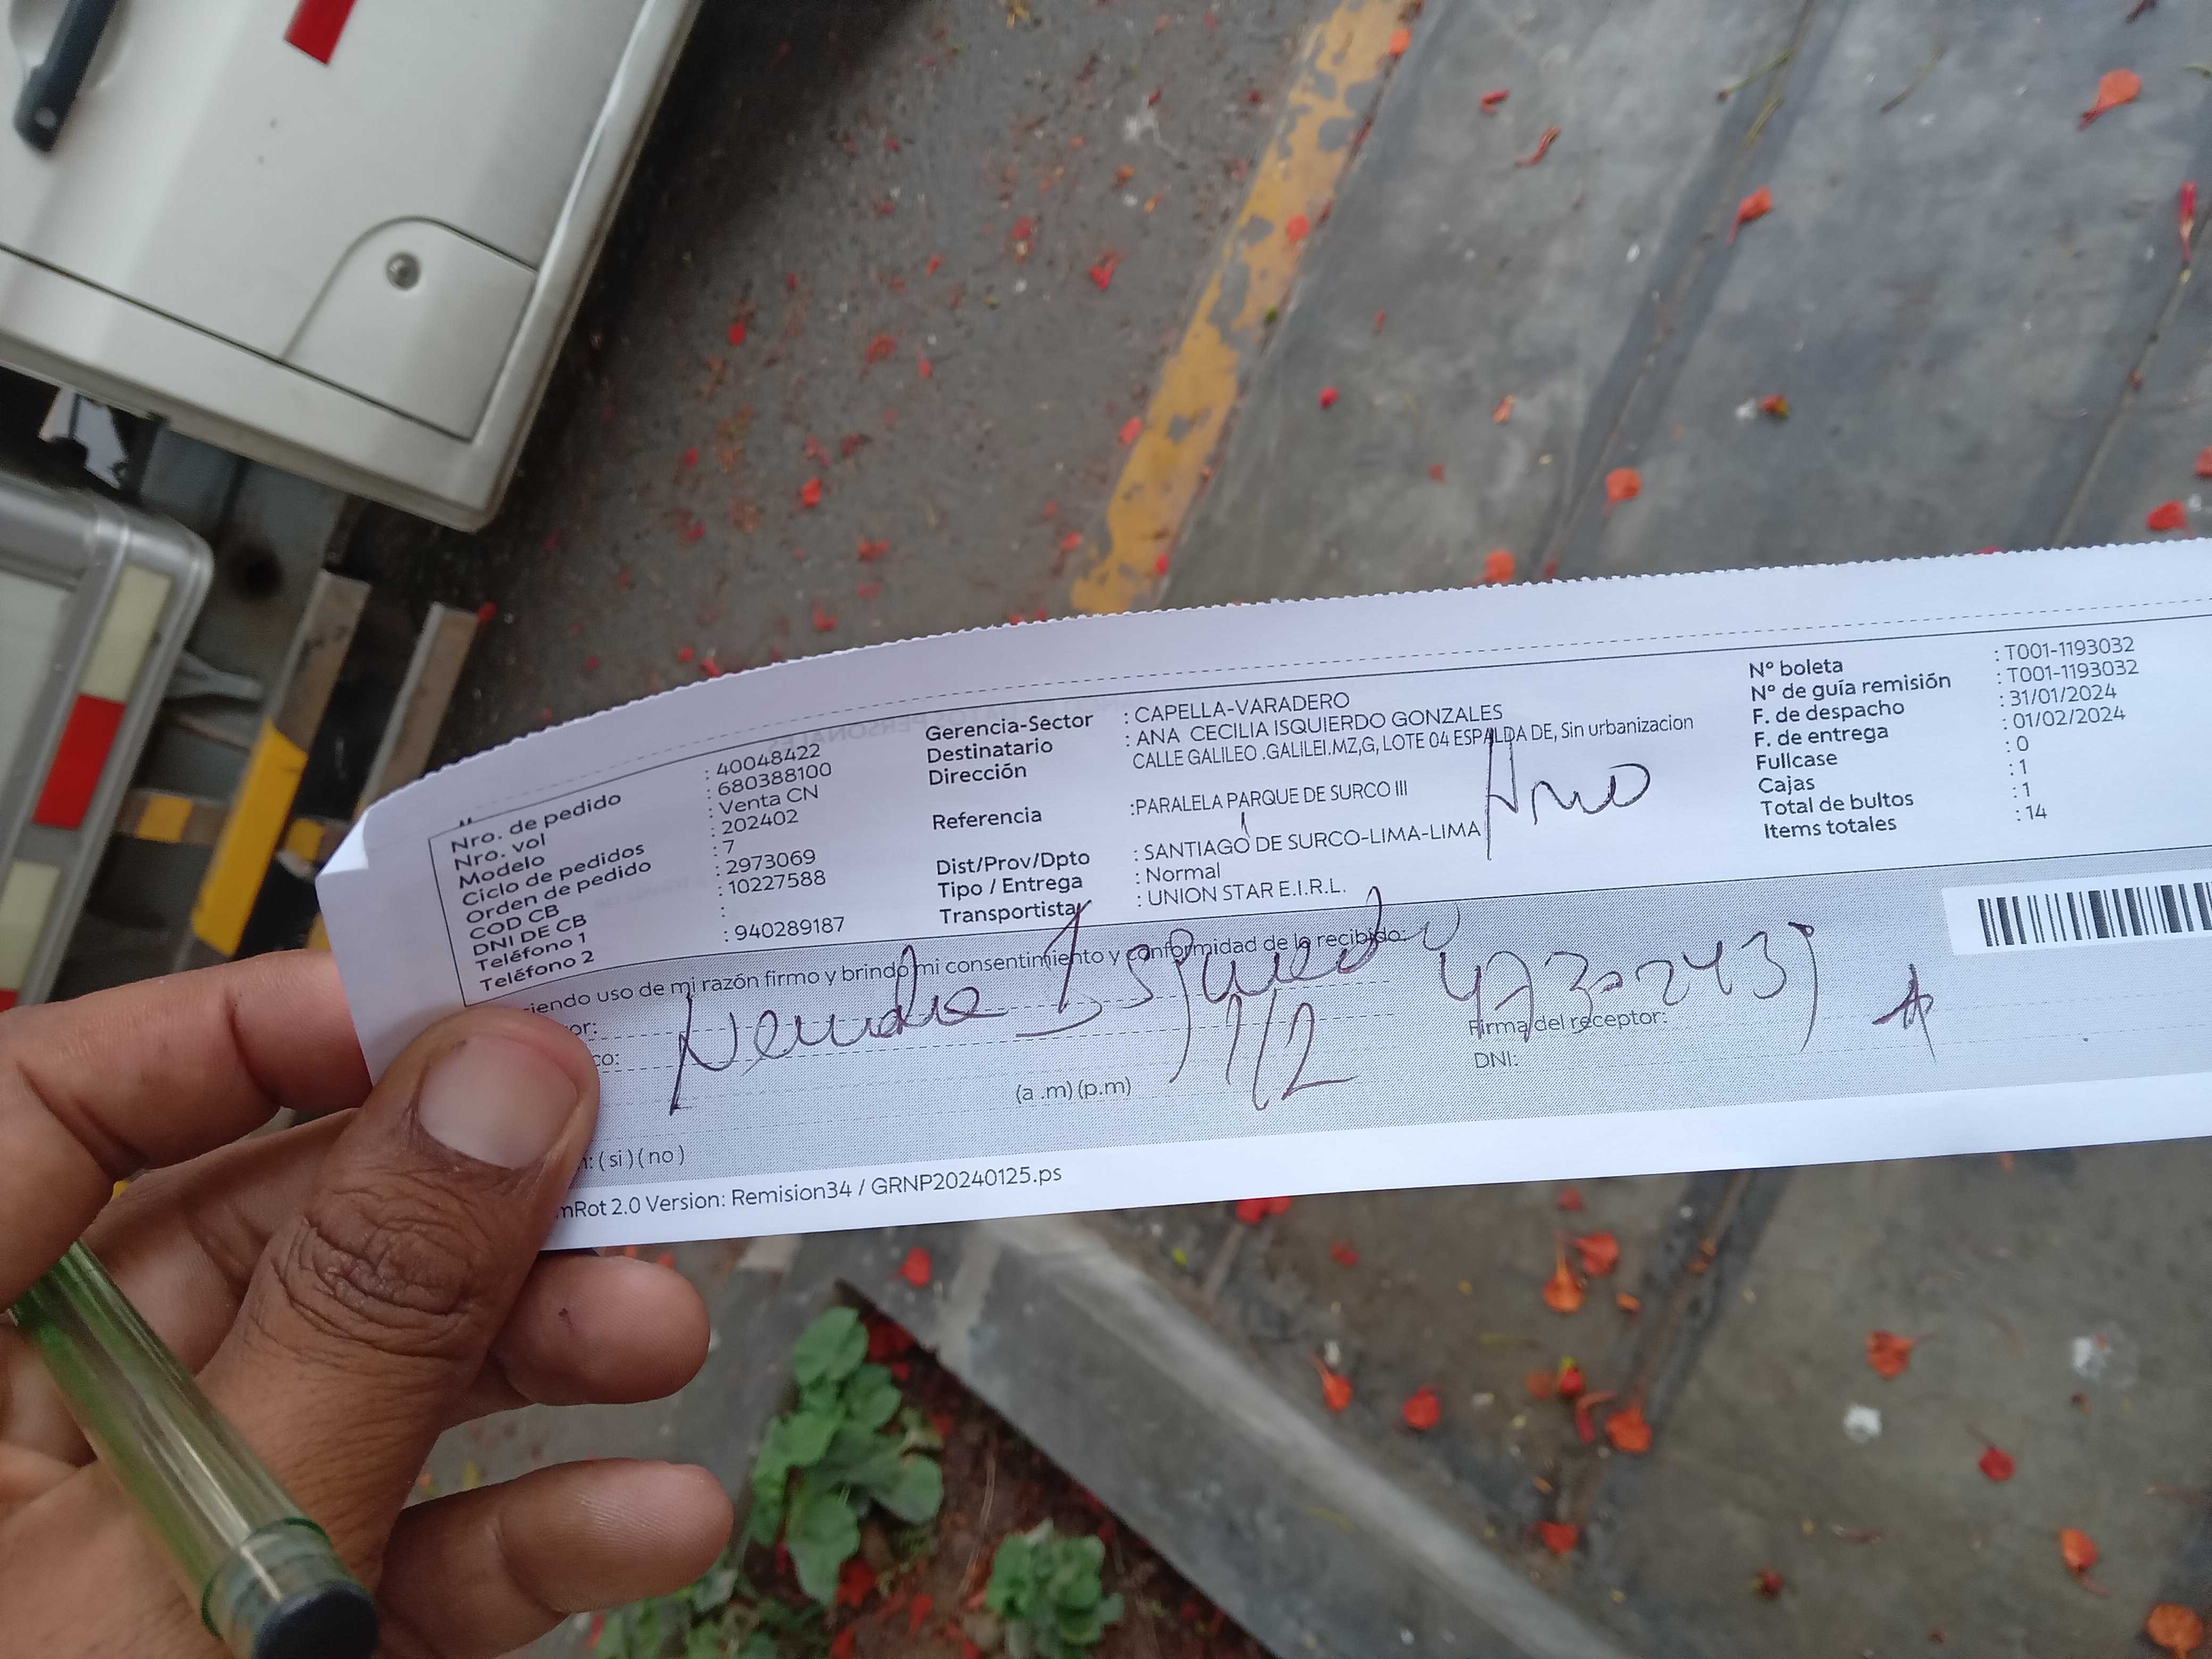 Nro. de pedido : 40048422
Nro. vol : 680388100
Modelo : Venta CN
Ciclo de pedidos : 202402
Orden de pedido : 7
COD CB : 2973069
DNI DE CB : 10227588
Teléfono 1 :
Teléfono 2 : 940289187
Gerencia-Sector : CAPELLA-VARADERO
Destinatario : ANA CECILIA ISQUIERDO GONZALES
Dirección CALLE GALILEO .GALILEI.MZ,G, LOTE 04 ESPALDA DE, Sin urbanizacion
Referencia :PARALELA PARQUE DE SURCO III
Dist/Prov/Dpto : SANTIAGO DE SURCO-LIMA-LIMA
Tipo / Entrega : Normal
Transportista : UNION STAR E.I.R.L.
Nº boleta : T001-1193032
Nº de guía remisión : T001-1193032
F. de despacho : 31/01/2024
F. de entrega : 01/02/2024
Fullcase : 0
Cajas : 1
Total de bultos : 1
Items totales : 14
iendo uso de mi razón firmo y brindo mi consentimiento y conformidad de lo recibido:
or:
co:
1/2
Firma del receptor:
DNI:
(a .m) (p.m)
: ( si ) ( no )
nRot 2.0 Version: Remision34 / GRNP20240125.ps